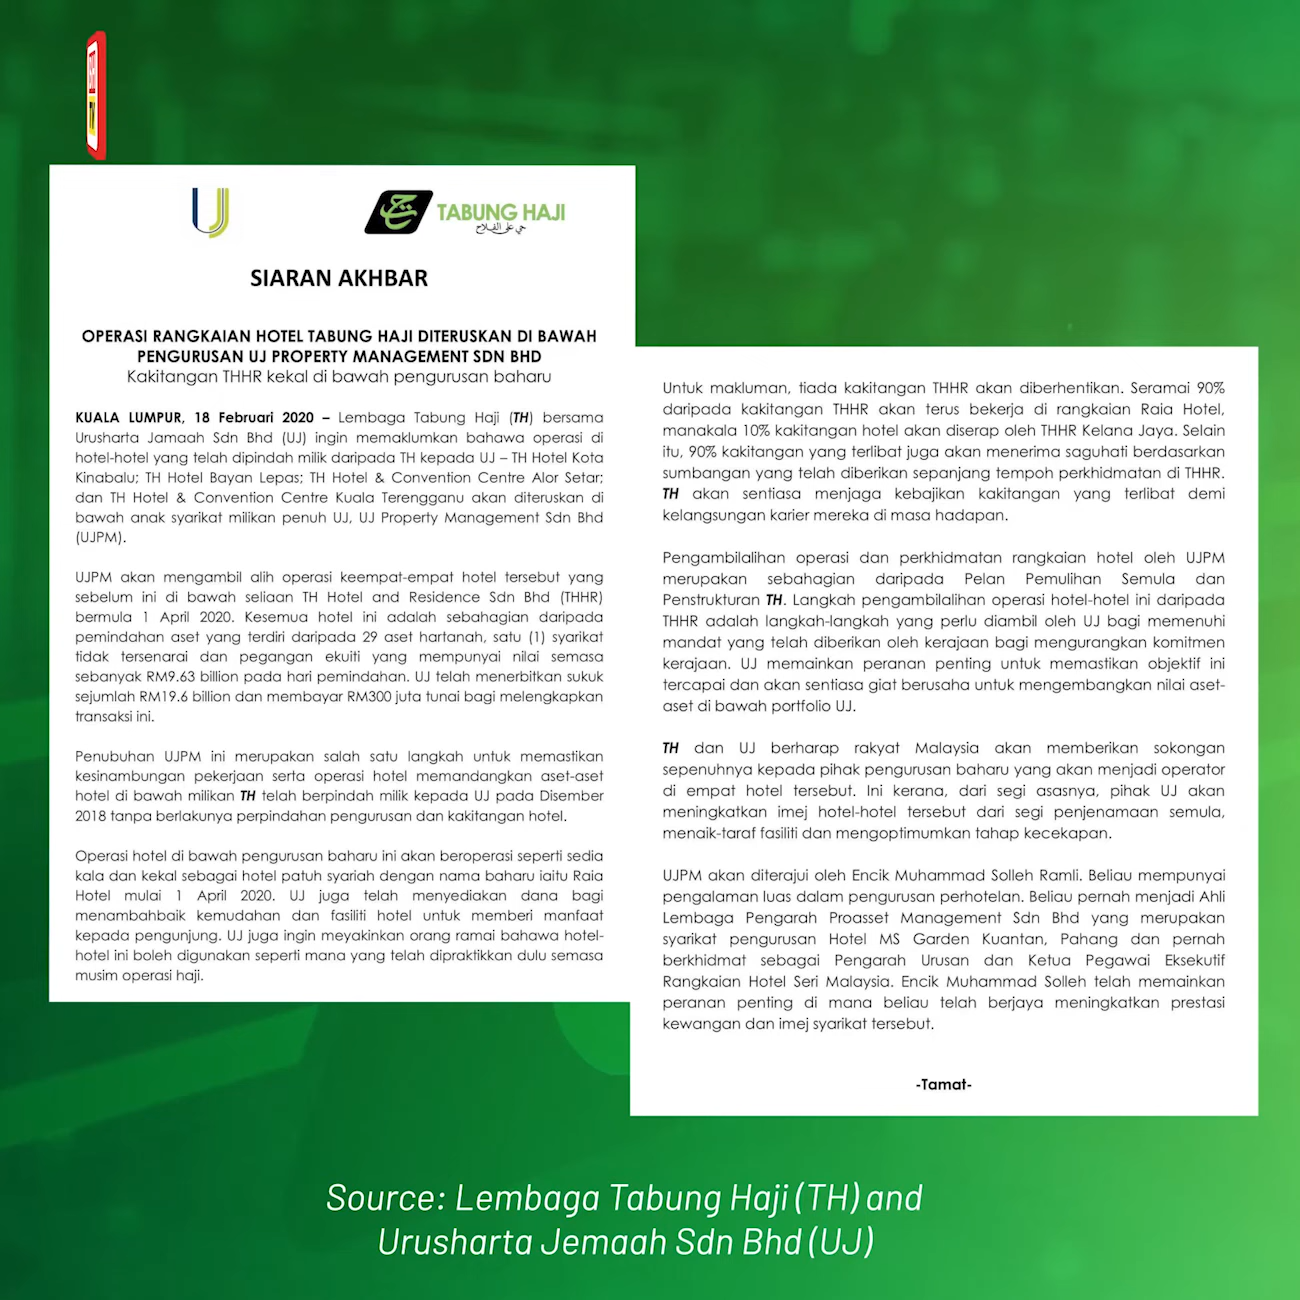 UJ
TABUNG HAJI
حي على الفلاح
SIARAN AKHBAR
OPERASI RANGKAIAN HOTEL TABUNG HAJI DITERUSKAN DI BAWAH
PENGURUSAN UJ PROPERTY MANAGEMENT SDN BHD
Kakitangan THHR kekal di bawah pengurusan baharu
KUALA LUMPUR, 18 Februari 2020 – Lembaga Tabung Haji (TH) bersama
Urusharta Jamaah Sdn Bhd (UJ) ingin memaklumkan bahawa operasi di
hotel-hotel yang telah dipindah milik daripada TH kepada UJ – TH Hotel Kota
Kinabalu; TH Hotel Bayan Lepas; TH Hotel & Convention Centre Alor Setar;
dan TH Hotel & Convention Centre Kuala Terengganu akan diteruskan di
bawah anak syarikat milikan penuh UJ, UJ Property Management Sdn Bhd
(UJPM).
UJPM akan mengambil alih operasi keempat-empat hotel tersebut yang
sebelum ini di bawah seliaan TH Hotel and Residence Sdn Bhd (THHR)
bermula 1 April 2020. Kesemua hotel ini adalah sebahagian daripada
pemindahan aset yang terdiri daripada 29 aset hartanah, satu (1) syarikat
tidak tersenarai dan pegangan ekuiti yang mempunyai nilai semasa
sebanyak RM9.63 billion pada hari pemindahan. UJ telah menerbitkan sukuk
sejumlah RM19.6 billion dan membayar RM300 juta tunai bagi melengkapkan
transaksi ini.
Penubuhan UJPM ini merupakan salah satu langkah untuk memastikan
kesinambungan pekerjaan serta operasi hotel memandangkan aset-aset
hotel di bawah milikan TH telah berpindah milik kepada UJ pada Disember
2018 tanpa berlakunya perpindahan pengurusan dan kakitangan hotel.
Operasi hotel di bawah pengurusan baharu ini akan beroperasi seperti sedia
kala dan kekal sebagai hotel patuh syariah dengan nama baharu iaitu Raia
Hotel mulai 1 April 2020. UJ juga telah menyediakan dana bagi
menambahbaik kemudahan dan fasiliti hotel untuk memberi manfaat
kepada pengunjung. UJ juga ingin meyakinkan orang ramai bahawa hotel-
hotel ini boleh digunakan seperti mana yang telah dipraktikkan dulu semasa
musim operasi haji.
Untuk makluman, tiada kakitangan THHR akan diberhentikan. Seramai 90%
daripada kakitangan THHR akan terus bekerja di rangkaian Raia Hotel,
manakala 10% kakitangan hotel akan diserap oleh THHR Kelana Jaya. Selain
itu, 90% kakitangan yang terlibat juga akan menerima saguhati berdasarkan
sumbangan yang telah diberikan sepanjang tempoh perkhidmatan di THHR.
TH akan sentiasa menjaga kebajikan kakitangan yang terlibat demi
kelangsungan karier mereka di masa hadapan.
Pengambilalihan operasi dan perkhidmatan rangkaian hotel oleh UJPM
merupakan sebahagian daripada Pelan Pemulihan Semula dan
Penstrukturan TH. Langkah pengambilalihan operasi hotel-hotel ini daripada
THHR adalah langkah-langkah yang perlu diambil oleh UJ bagi memenuhi
mandat yang telah diberikan oleh kerajaan bagi mengurangkan komitmen
kerajaan. UJ memainkan peranan penting untuk memastikan objektif ini
tercapai dan akan sentiasa giat berusaha untuk mengembangkan nilai aset-
aset di bawah portfolio UJ.
TH dan UJ berharap rakyat Malaysia akan memberikan sokongan
sepenuhnya kepada pihak pengurusan baharu yang akan menjadi operator
di empat hotel tersebut. Ini kerana, dari segi asasnya, pihak UJ akan
meningkatkan imej hotel-hotel tersebut dari segi penjenamaan semula,
menaik-taraf fasiliti dan mengoptimumkan tahap kecekapan.
UJPM akan diterajui oleh Encik Muhammad Solleh Ramli. Beliau mempunyai
pengalaman luas dalam pengurusan perhotelan. Beliau pernah menjadi Ahli
Lembaga Pengarah Proasset Management Sdn Bhd yang merupakan
syarikat pengurusan Hotel MS Garden Kuantan, Pahang dan pernah
berkhidmat sebagai Pengarah Urusan dan Ketua Pegawai Eksekutif
Rangkaian Hotel Seri Malaysia. Encik Muhammad Solleh telah memainkan
peranan penting di mana beliau telah berjaya meningkatkan prestasi
kewangan dan imej syarikat tersebut.
-Tamat-
Source: Lembaga Tabung Haji (TH) and
Urusharta Jemaah Sdn Bhd (UJ)